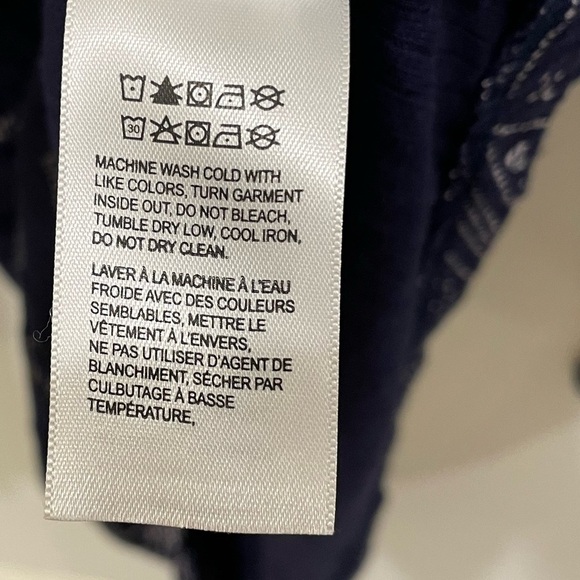 30
MACHINE WASH COLD WITH
LIKE COLORS, TURN GARMENT
INSIDE OUT, DO NOT BLEACH,
TUMBLE DRY LOW, COOL IRON,
DO NOT DRY CLEAN.
LAVER À LA MACHINE À L'EAU
FROIDE AVEC DES COULEURS
SEMBLABLES, METTRE LE
VÊTEMENT À L'ENVERS,
NE PAS UTILISER D'AGENT DE
BLANCHIMENT, SÉCHER PAR
CULBUTAGE À BASSE
TEMPÉRATURE,